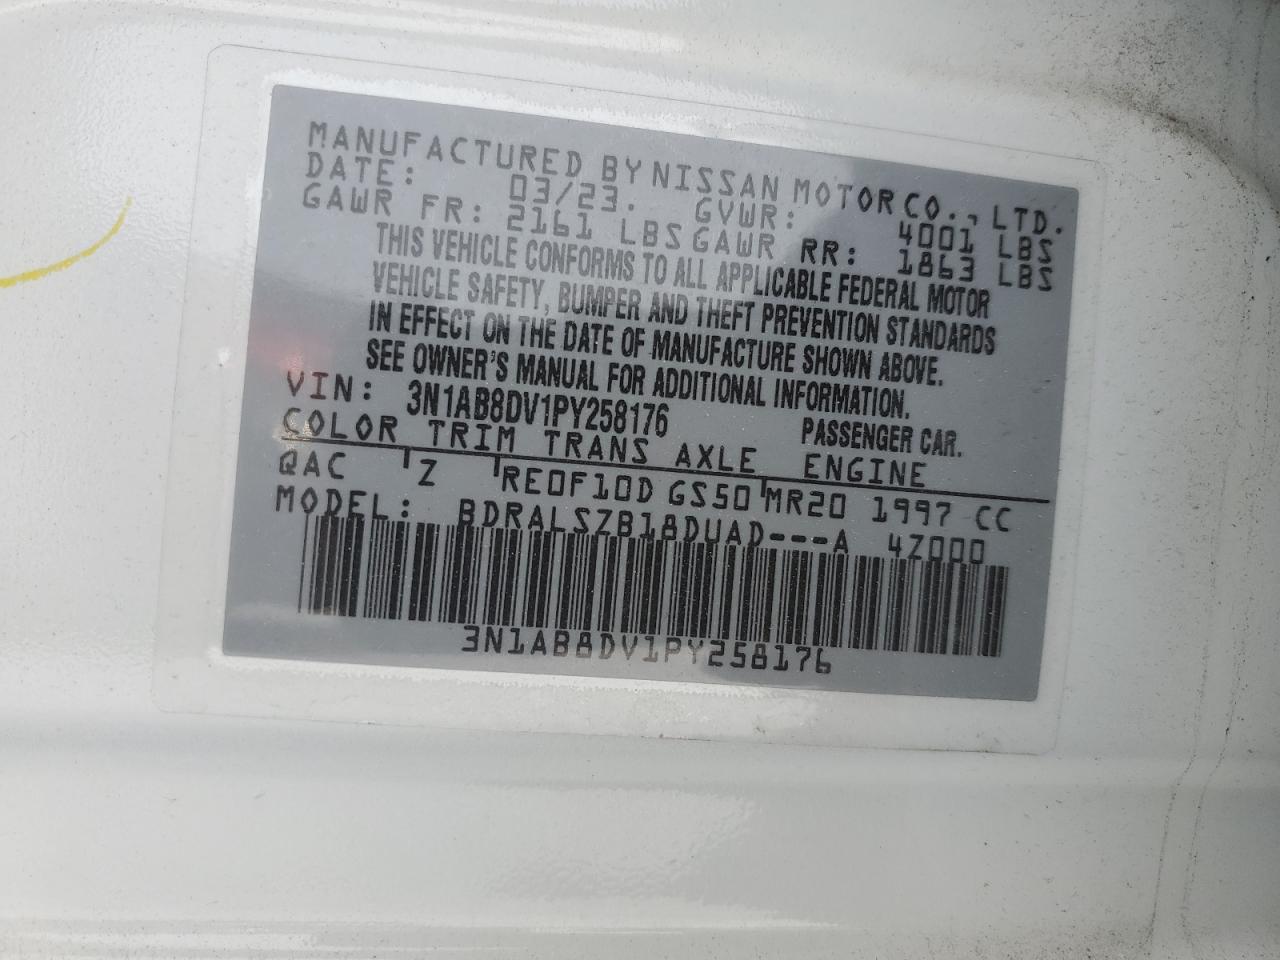 MANUFACTURED BY NISSAN MOTOR CO., LTD.
DATE: 03/23. GVWR: 4001 LBS
GAWR FR: 2161 LBS GAWR RR: 1863 LBS
THIS VEHICLE CONFORMS TO ALL APPLICABLE FEDERAL MOTOR
VEHICLE SAFETY, BUMPER AND THEFT PREVENTION STANDARDS
IN EFFECT ON THE DATE OF MANUFACTURE SHOWN ABOVE.
SEE OWNER'S MANUAL FOR ADDITIONAL INFORMATION.
VIN: 3N1AB8DV1PY258176 PASSENGER CAR.
COLOR TRIM TRANS AXLE ENGINE
QAC Z RE0F10D GS50 MR20 1997 CC
MODEL: BDRALSZB18DUAD---A 4Z000
3N1AB8DV1PY258176